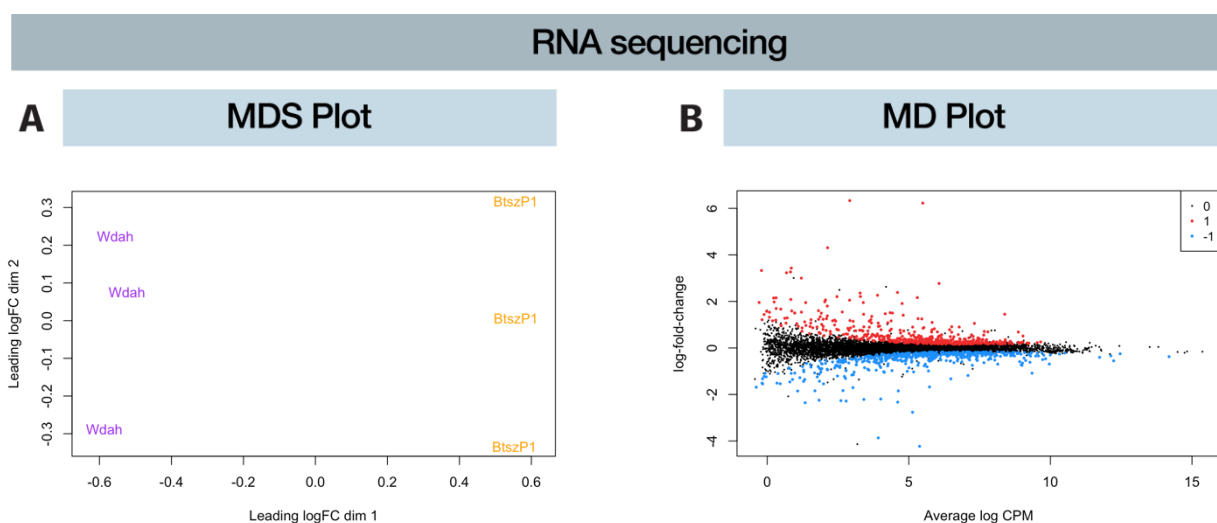 RNA sequencing
A
MDS Plot
Leading logFC dim 2
0.3
0.2
0.1
0.0
-0.1
-0.2
-0.3
BtszP1
Wdah
Wdah
BtszP1
Wdah
BtszP1
-0.6
-0.4
-0.2
0.0
0.2
0.4
0.6
Leading logFC dim 1
B
MD Plot
log-fold-change
6
4
2
0
-2
-4
0
1
-1
0
5
10
15
Average log CPM